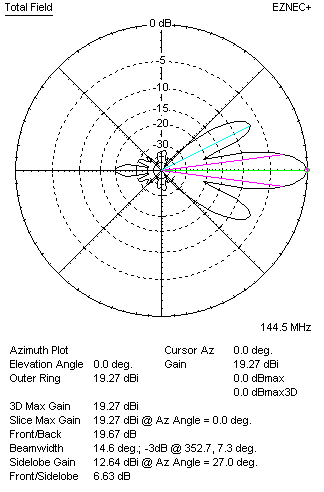 Total Field
EZNEC+
0 dB
-5
-10
-15
-20
-30
144.5 MHz
Azimuth Plot
Cursor Az 0.0 deg.
Elevation Angle 0.0 deg.
Gain 19.27 dBi
Outer Ring 19.27 dBi
0.0 dBmax
0.0 dBmax3D
3D Max Gain 19.27 dBi
Slice Max Gain 19.27 dBi @ Az Angle = 0.0 deg.
Front/Back 19.67 dB
Beamwidth 14.6 deg.; -3dB @ 352.7, 7.3 deg.
Sidelobe Gain 12.64 dBi @ Az Angle = 27.0 deg.
Front/Sidelobe 6.63 dB